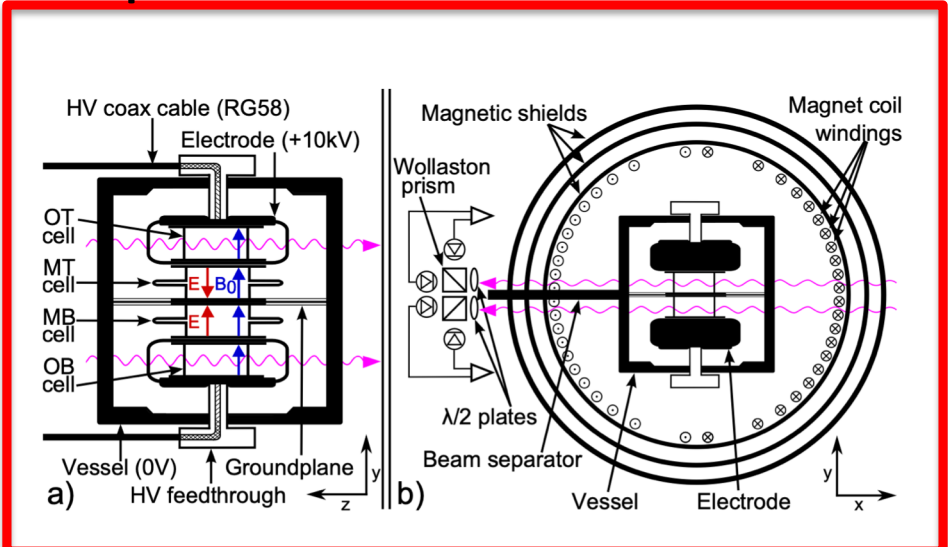 HV coax cable (RG58)
Electrode (+10kV)
OT
cell
MT
cell
MB
cell
OB
cell
E
B0
E
Vessel (0V)
Groundplane
HV feedthrough
a)
y
z
Magnetic shields
Magnet coil
windings
Wollaston
prism
λ/2 plates
Beam separator
Vessel
Electrode
b)
y
x